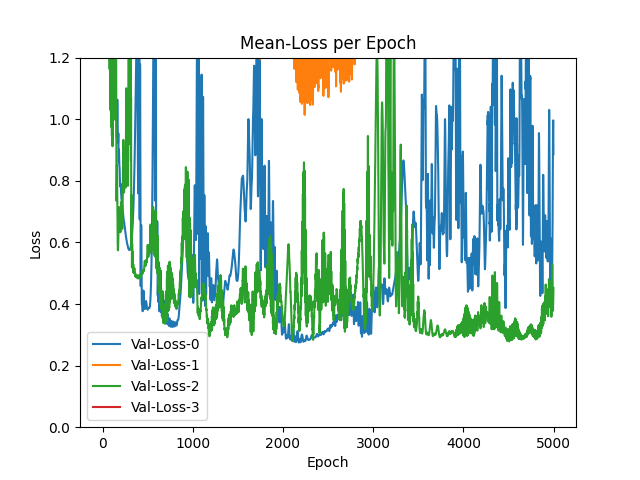 Mean-Loss per Epoch
Loss
1.2
1.0
0.8
0.6
0.4
0.2
0.0
Val-Loss-0
Val-Loss-1
Val-Loss-2
Val-Loss-3
0 1000 2000 3000 4000 5000
Epoch